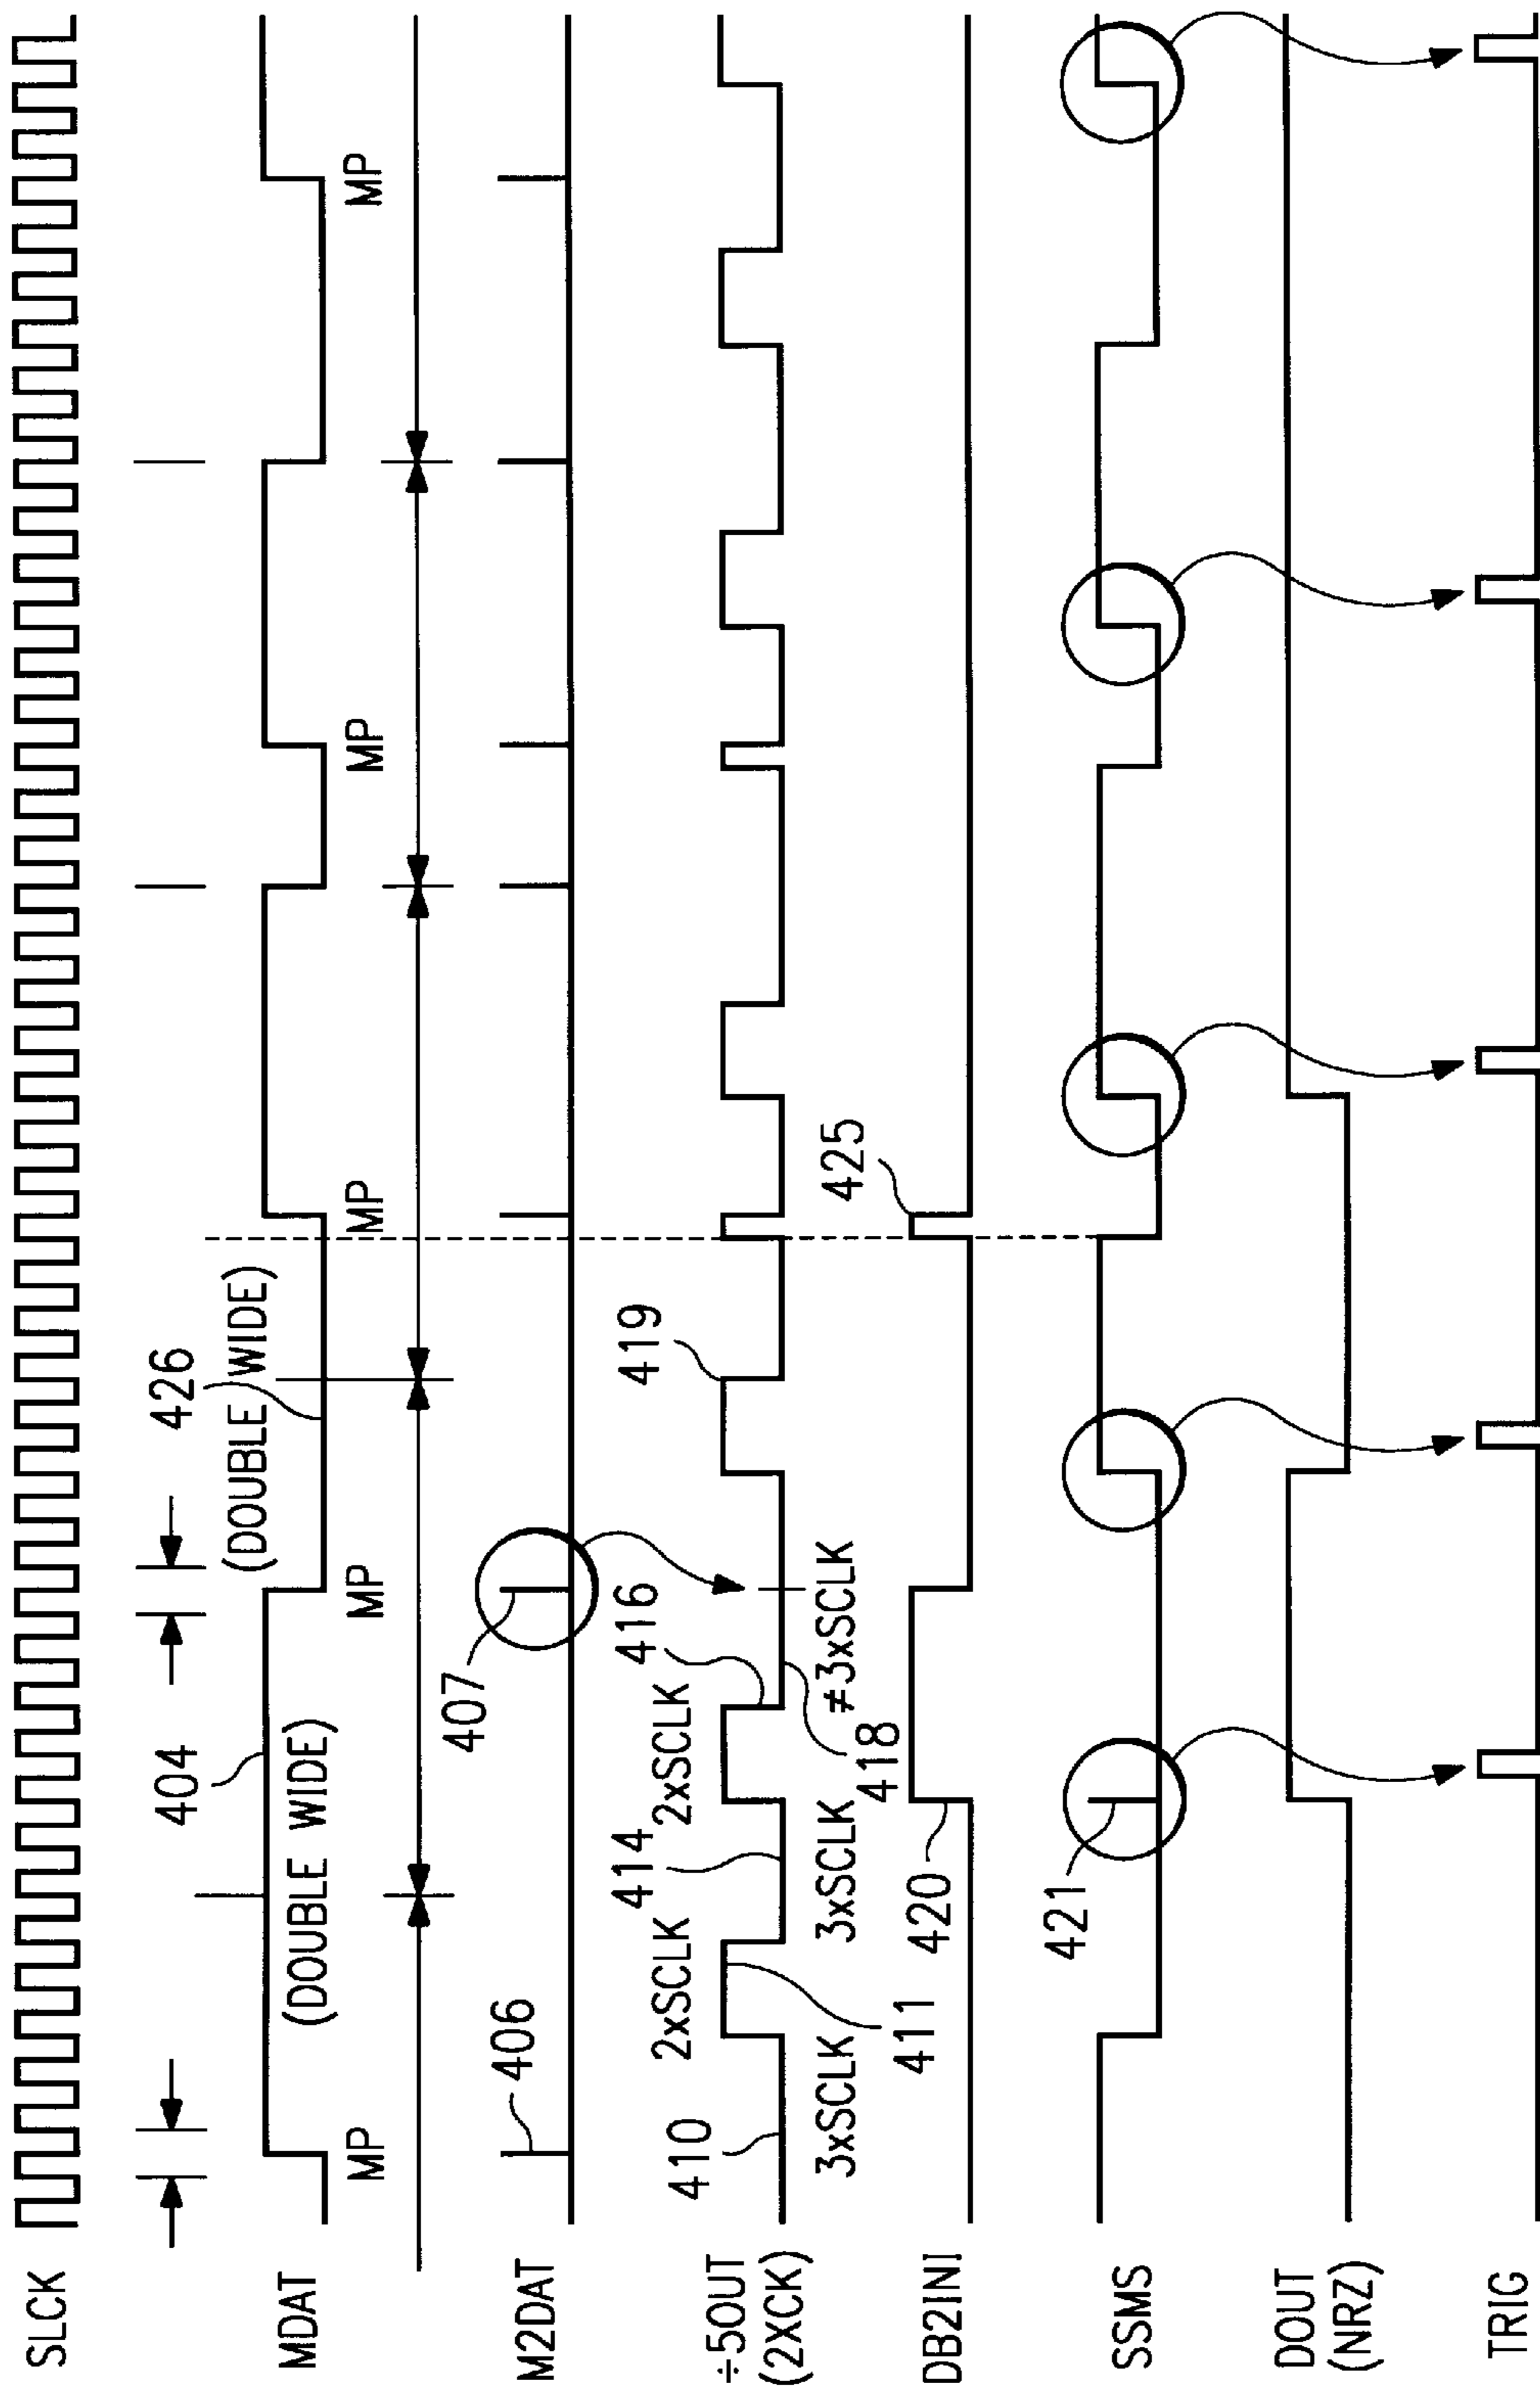 SLCK
404
426
MDAT
(DOUBLE WIDE)
(DOUBLE WIDE)
MP
MP
MP
MP
MP
M2DAT
406
407
÷5OUT
(2XCK)
410
3xSCLK
2xSCLK
411
414
3xSCLK
2xSCLK
416
418
≠3xSCLK
419
DB2INI
420
425
SSMS
421
DOUT
(NRZ)
TRIG